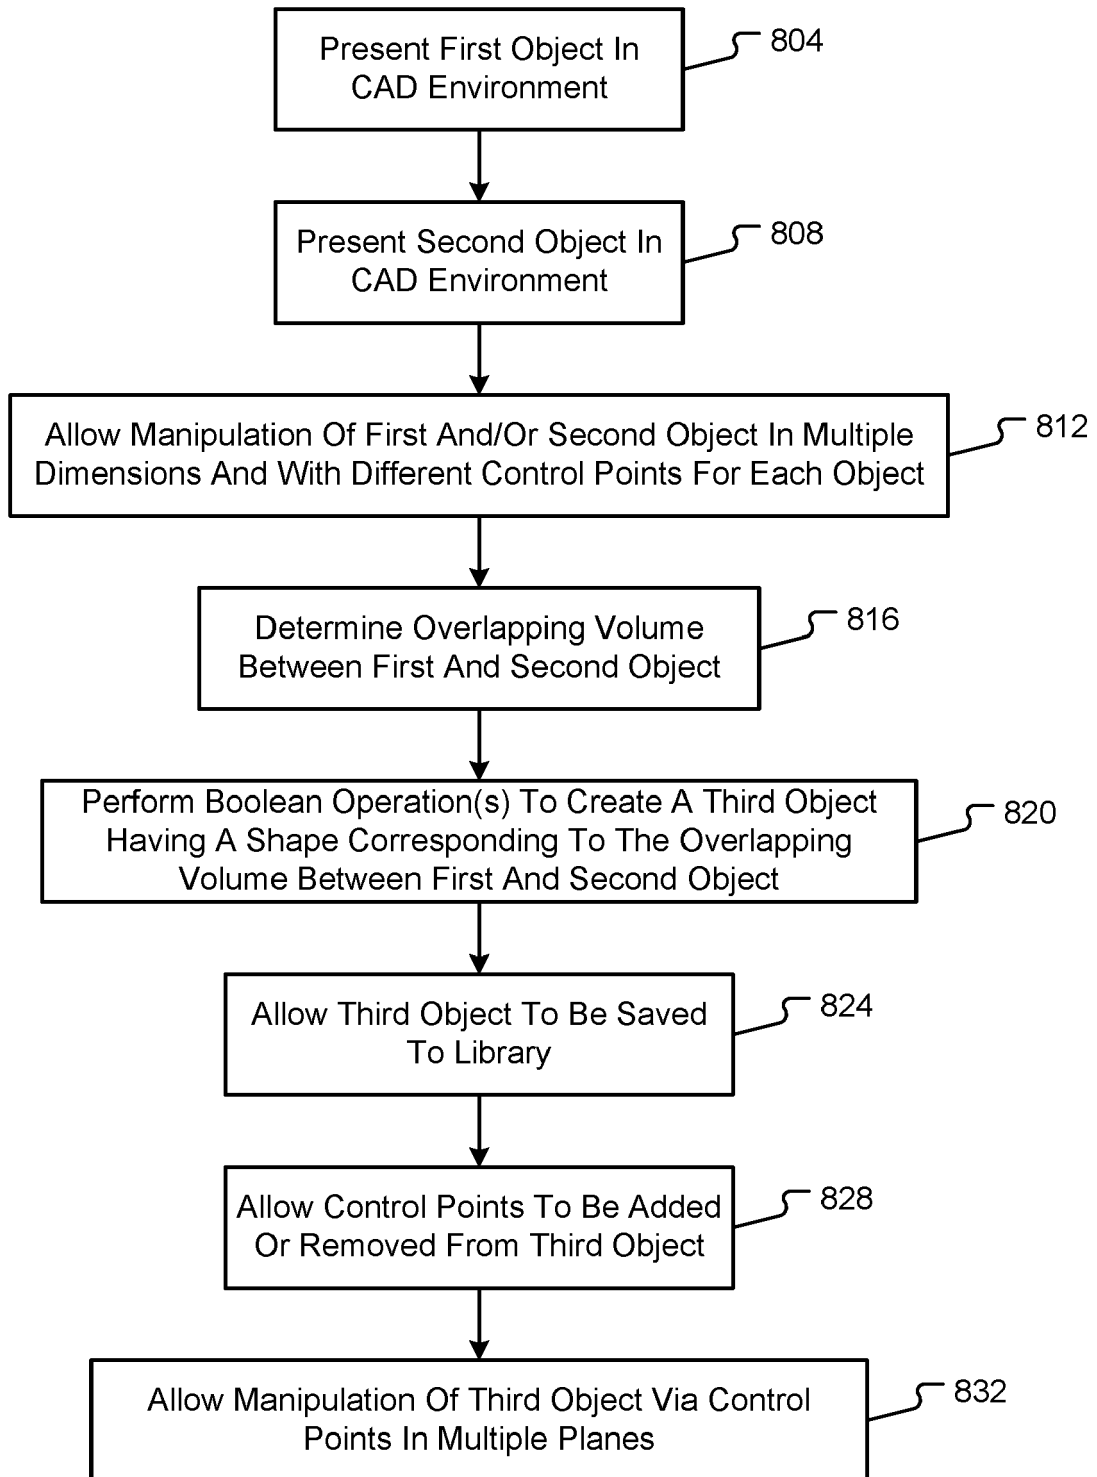 Present First Object In
CAD Environment
804
Present Second Object In
CAD Environment
808
Allow Manipulation Of First And/Or Second Object In Multiple
Dimensions And With Different Control Points For Each Object
812
Determine Overlapping Volume
Between First And Second Object
816
Perform Boolean Operation(s) To Create A Third Object
Having A Shape Corresponding To The Overlapping
Volume Between First And Second Object
820
Allow Third Object To Be Saved
To Library
824
Allow Control Points To Be Added
Or Removed From Third Object
828
Allow Manipulation Of Third Object Via Control
Points In Multiple Planes
832